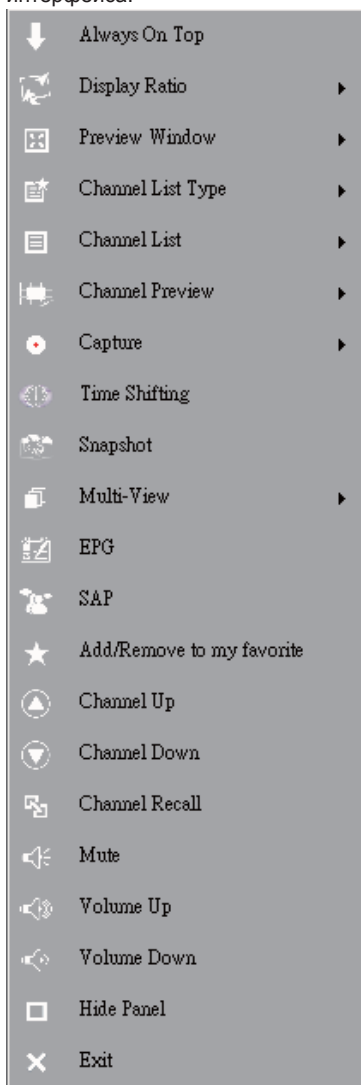 интерфейса.
Always On Top
Display Ratio
Preview Window
Channel List Type
Channel List
Channel Preview
Capture
Time Shifting
Snapshot
Multi-View
EPG
SAP
Add/Remove to my favorite
Channel Up
Channel Down
Channel Recall
Mute
Volume Up
Volume Down
Hide Panel
Exit